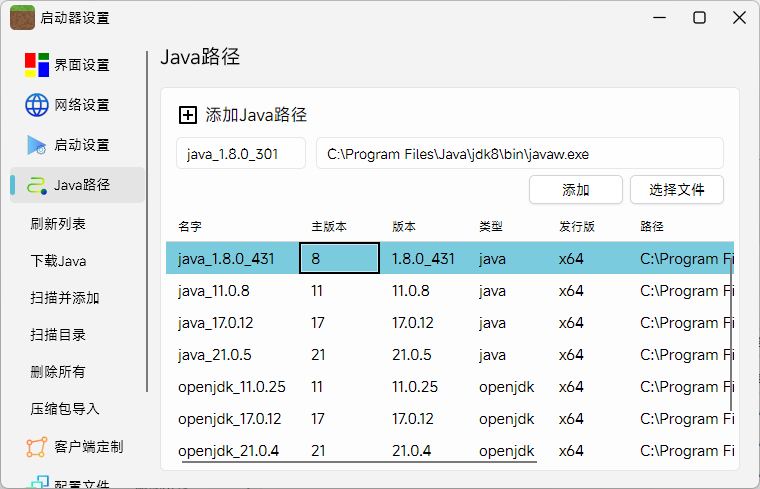 启动器设置
界面设置
网络设置
启动设置
Java路径
刷新列表
下载Java
扫描并添加
扫描目录
删除所有
压缩包导入
客户端定制
配置文件
Java路径
添加Java路径
java_1.8.0_301 C:\Program Files\Java\jdk8\bin\javaw.exe
添加 选择文件
名字 主版本 版本 类型 发行版 路径
java_1.8.0_431 8 1.8.0_431 java x64 C:\Program Fi
java_11.0.8 11 11.0.8 java x64 C:\Program Fi
java_17.0.12 17 17.0.12 java x64 C:\Program Fi
java_21.0.5 21 21.0.5 java x64 C:\Program Fi
openjdk_11.0.25 11 11.0.25 openjdk x64 C:\Program Fi
openjdk_17.0.12 17 17.0.12 openjdk x64 C:\Program Fi
openjdk_21.0.4 21 21.0.4 openjdk x64 C:\Program Fi